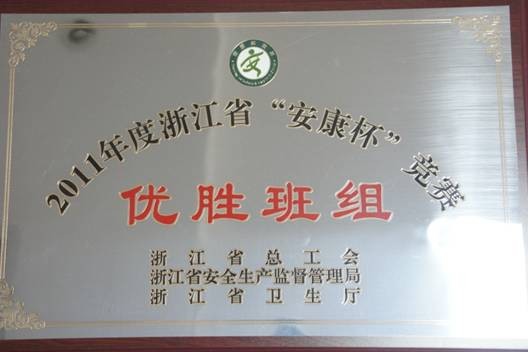 2011年度浙江省“安康杯”竞赛
优胜班组
浙江省总工会
浙江省安全生产监督管理局
浙江省卫生厅